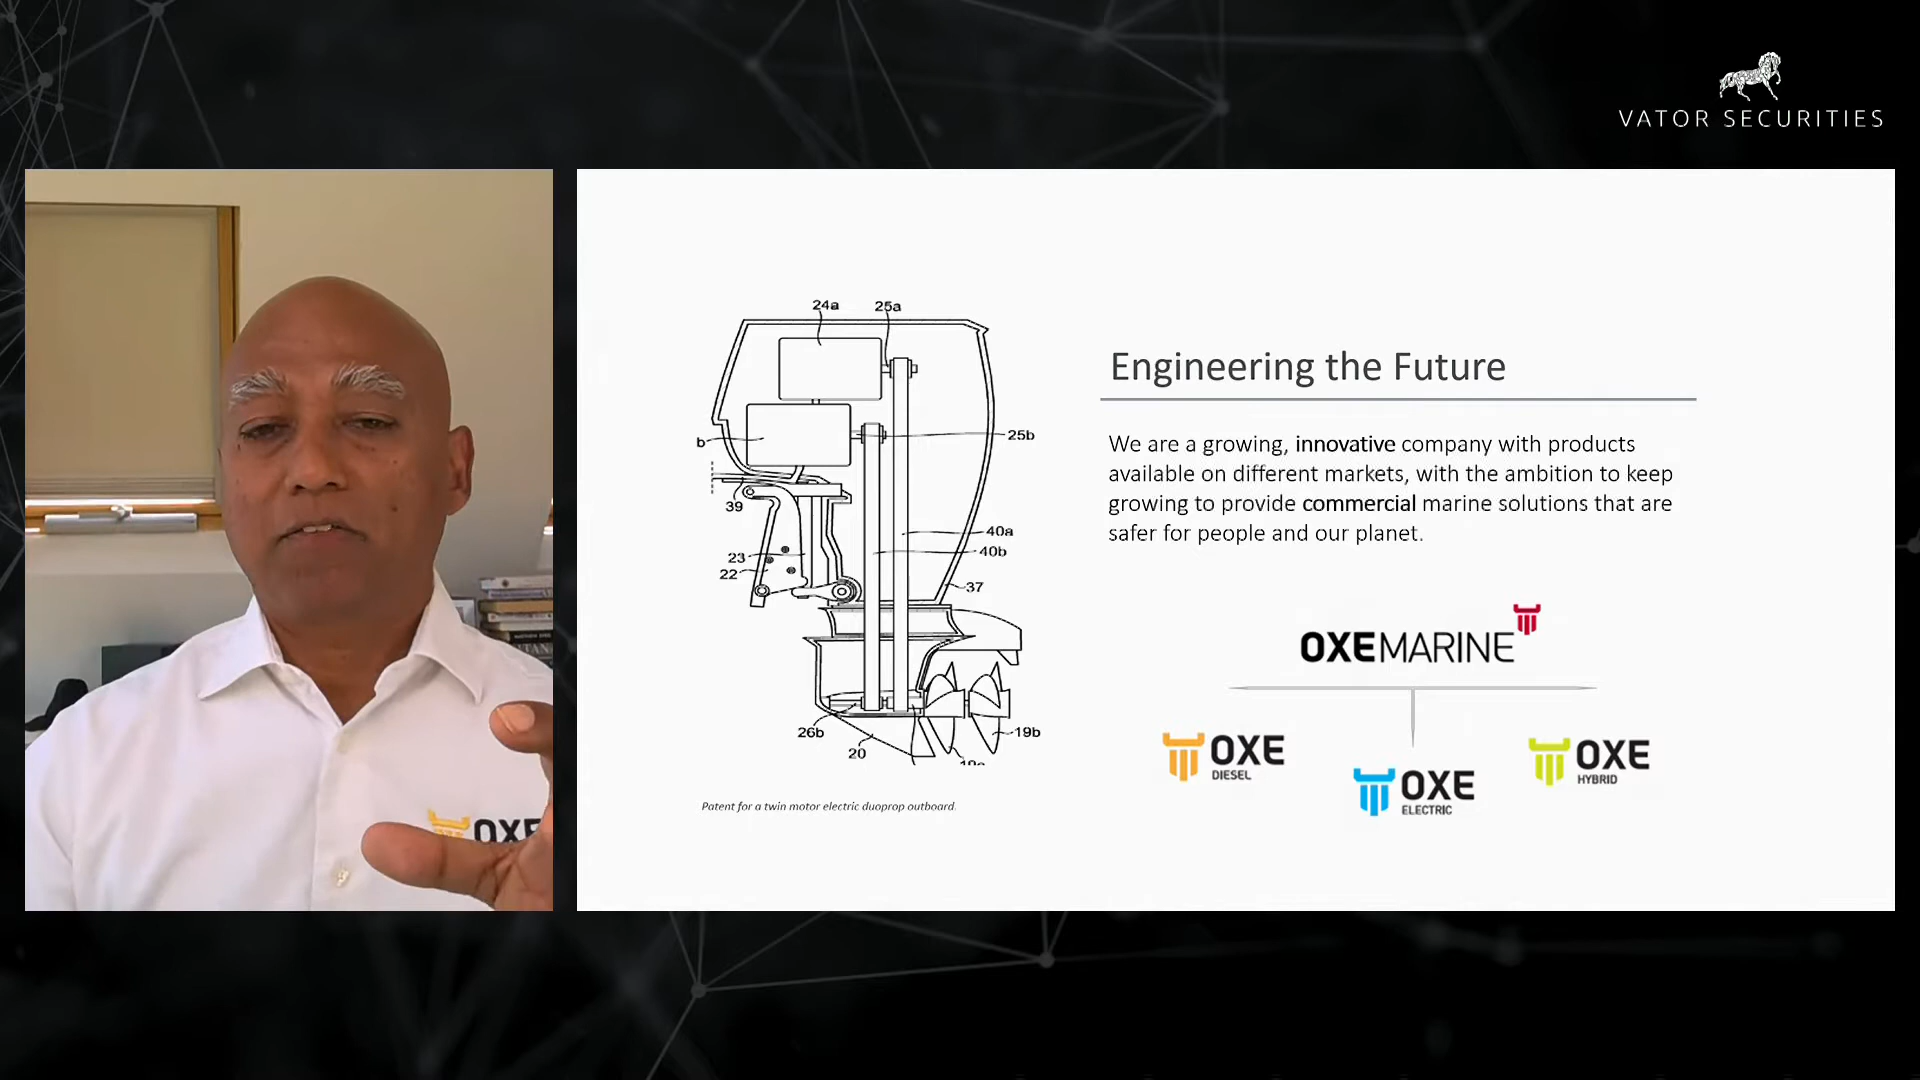 VATOR SECURITIES
24a
25a
b
25b
39
40a
40b
23
22
37
26b
20
19b
Patent for a twin motor electric duoprop outboard.
Engineering the Future
We are a growing, innovative company with products
available on different markets, with the ambition to keep
growing to provide commercial marine solutions that are
safer for people and our planet.
OXEMARINE
OXE
DIESEL
OXE
ELECTRIC
OXE
HYBRID
OXE